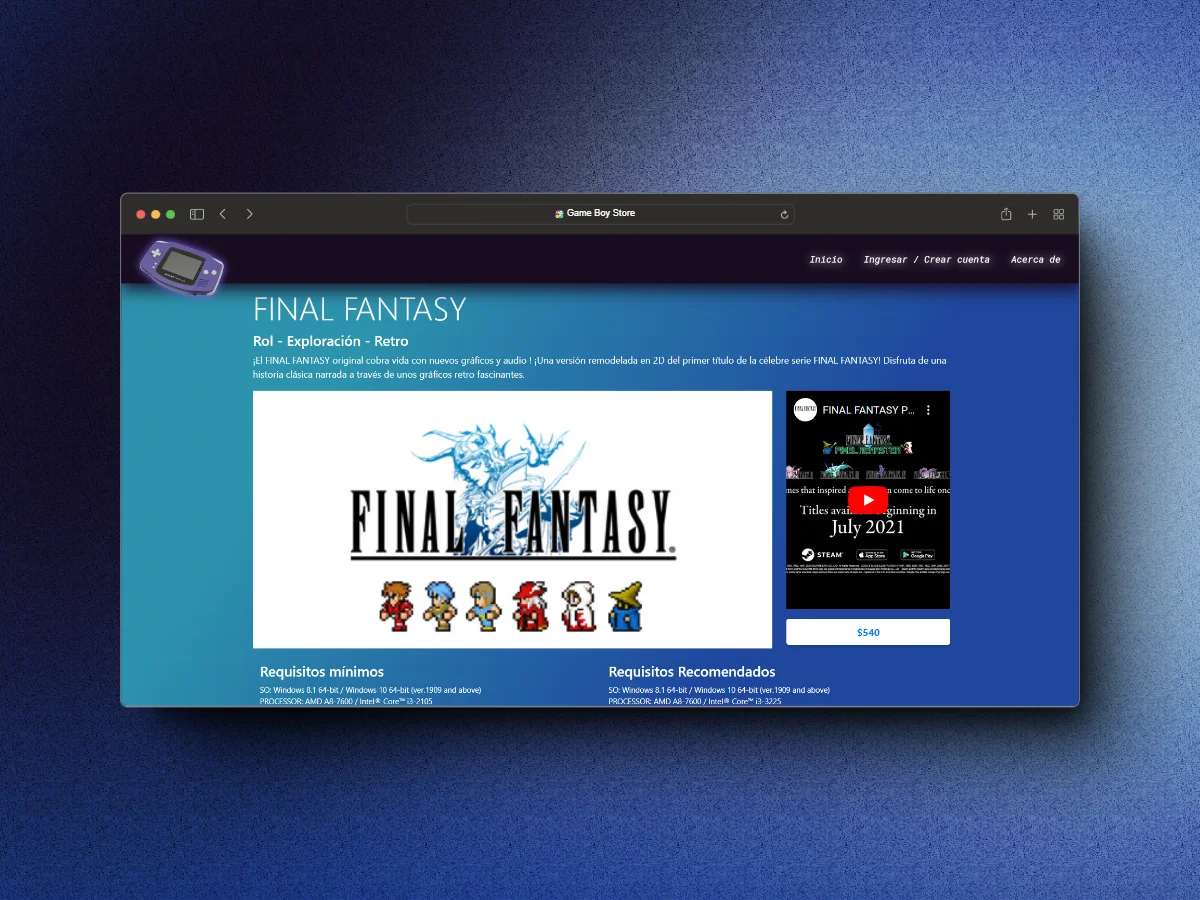 Game Boy Store
Inicio
Ingresar / Crear cuenta
Acerca de
FINAL FANTASY
Rol - Exploración - Retro
¡El FINAL FANTASY original cobra vida con nuevos gráficos y audio ! ¡Una versión remodelada en 2D del primer título de la célebre serie FINAL FANTASY! Disfruta de una
historia clásica narrada a través de unos gráficos retro fascinantes.
FINAL FANTASY®
FINAL FANTASY P...
FINAL FANTASY
PIXEL REMASTER
mes that inspired a n come to life onc
Titles avai ginning in
July 2021
STEAM
App Store
Google Play
$540
Requisitos mínimos
SO: Windows 8.1 64-bit / Windows 10 64-bit (ver.1909 and above)
PROCESSOR: AMD A8-7600 / Intel® Core™ i3-2105
Requisitos Recomendados
SO: Windows 8.1 64-bit / Windows 10 64-bit (ver.1909 and above)
PROCESSOR: AMD A8-7600 / Intel® Core™ i3-3225